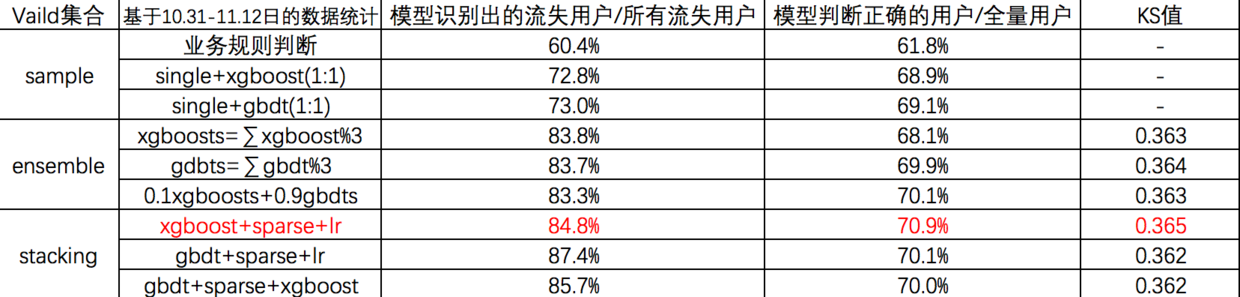 Vaild集合 基于10.31-11.12日的数据统计 模型识别出的流失用户/所有流失用户 模型判断正确的用户/全量用户 KS值
sample 业务规则判断 60.4% 61.8% -
single+xgboost(1:1) 72.8% 68.9% -
single+gbdt(1:1) 73.0% 69.1% -
ensemble xgboosts=∑xgboost%3 83.8% 68.1% 0.363
gdbts=∑gbdt%3 83.7% 69.9% 0.364
0.1xgboosts+0.9gbdts 83.3% 70.1% 0.363
stacking xgboost+sparse+lr 84.8% 70.9% 0.365
gbdt+sparse+lr 87.4% 70.1% 0.362
gbdt+sparse+xgboost 85.7% 70.0% 0.362